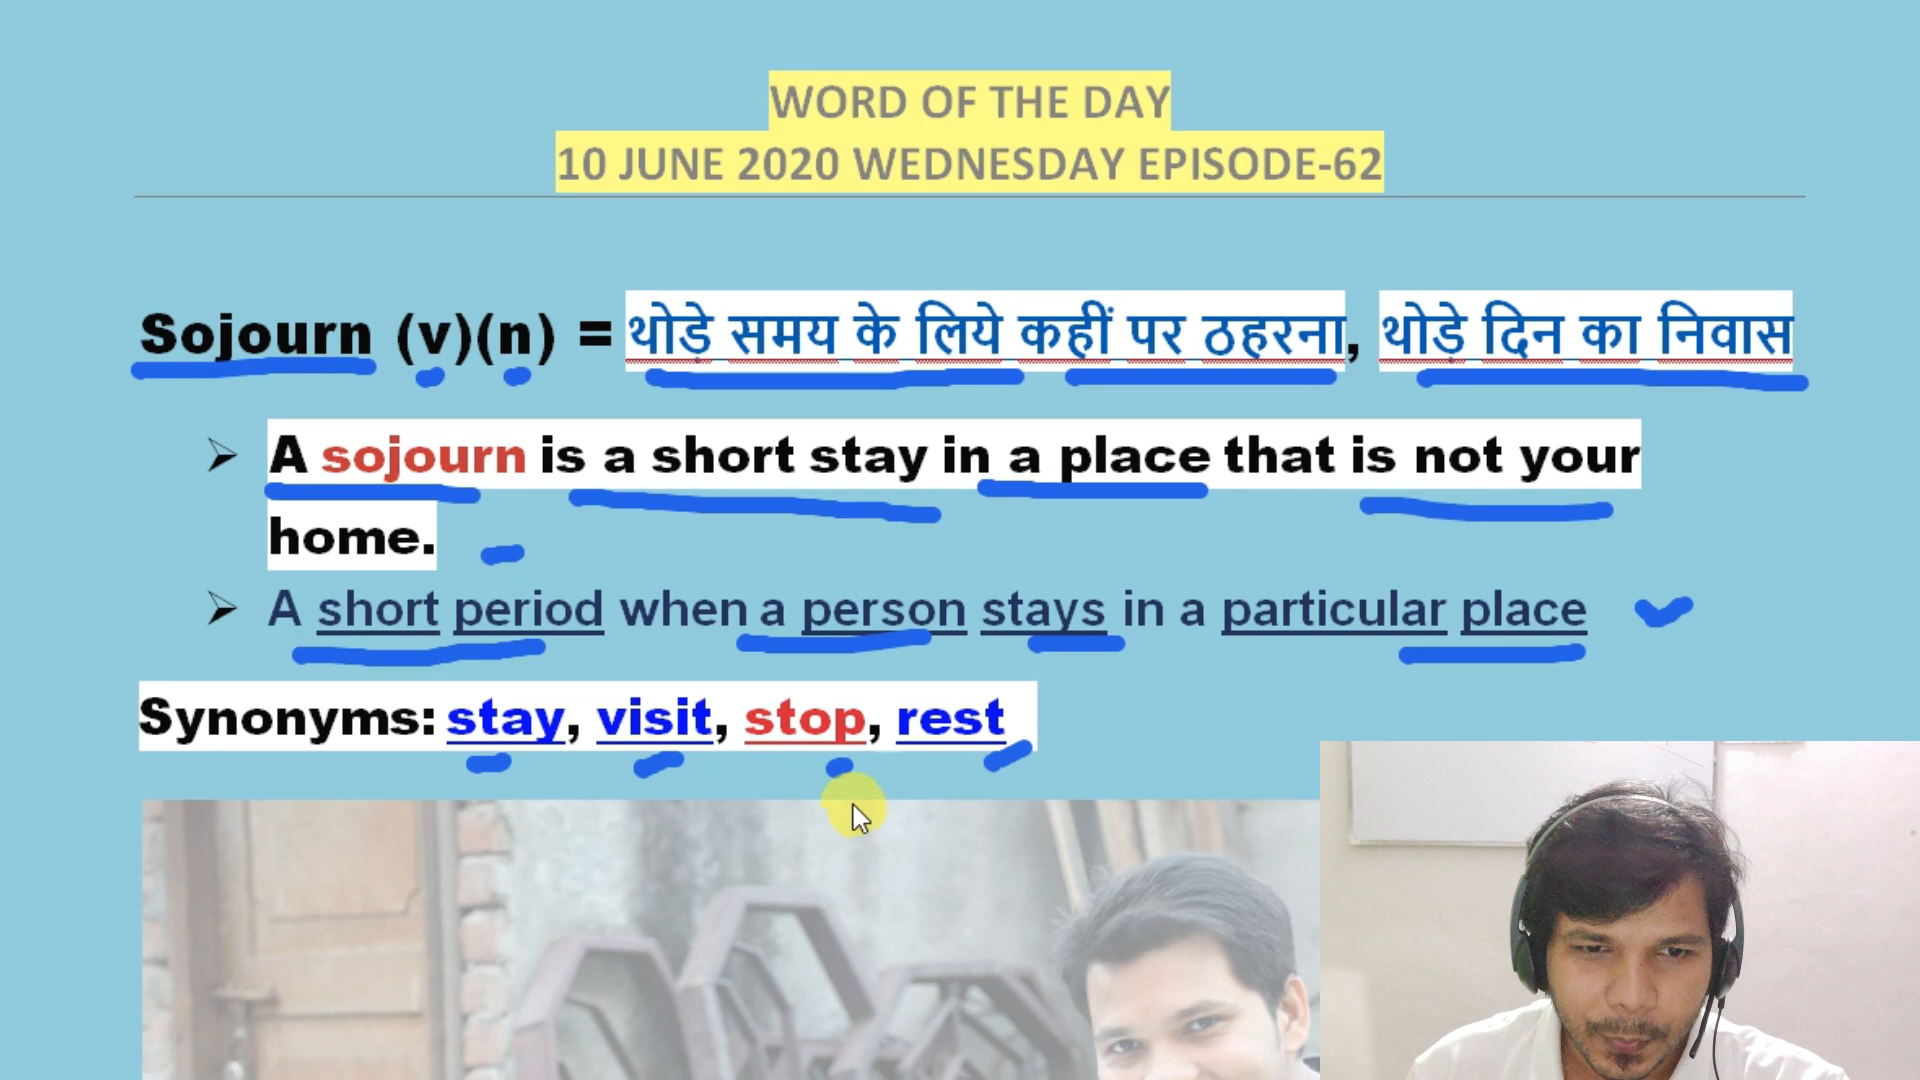 WORD OF THE DAY
10 JUNE 2020 WEDNESDAY EPISODE-62
Sojourn (v)(n) = थोडे समय के लिये कहीं पर ठहरना, थोडे दिन का निवास
A sojourn is a short stay in a place that is not your
home.
A short period when a person stays in a particular place
Synonyms: stay, visit, stop, rest